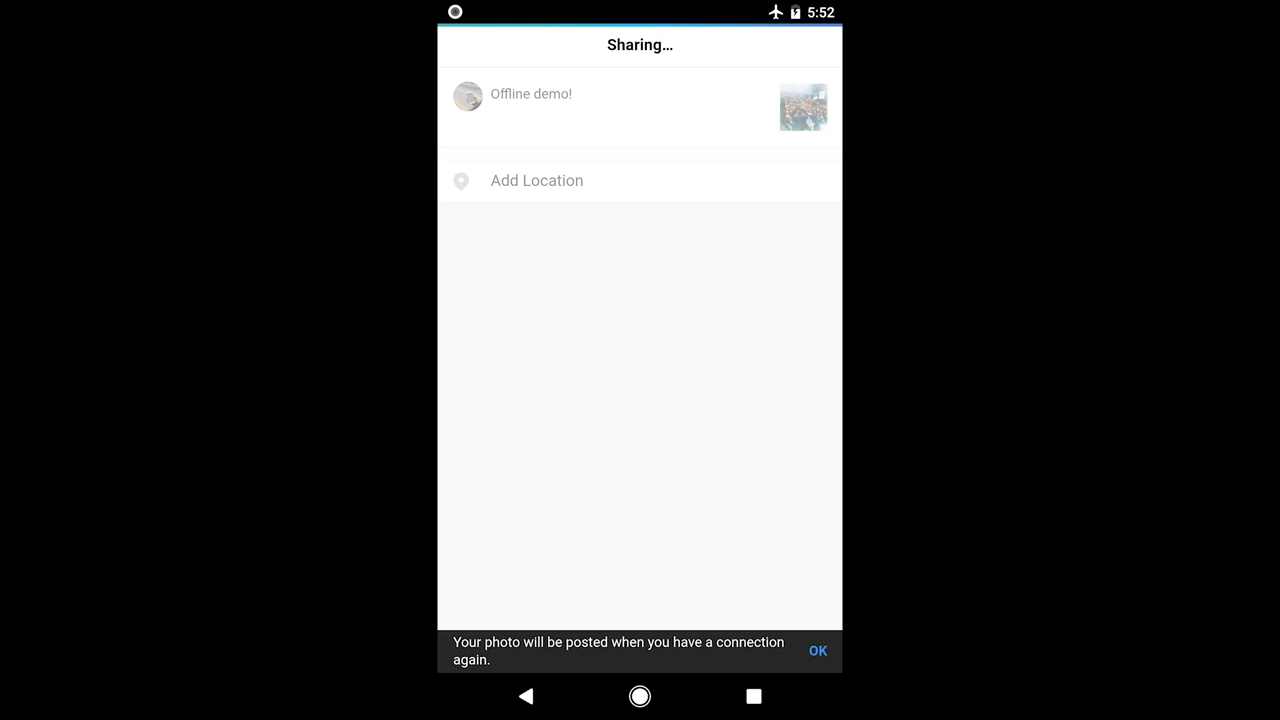 5:52
Sharing…
Offline demo!
Add Location
Your photo will be posted when you have a connection
again.
OK